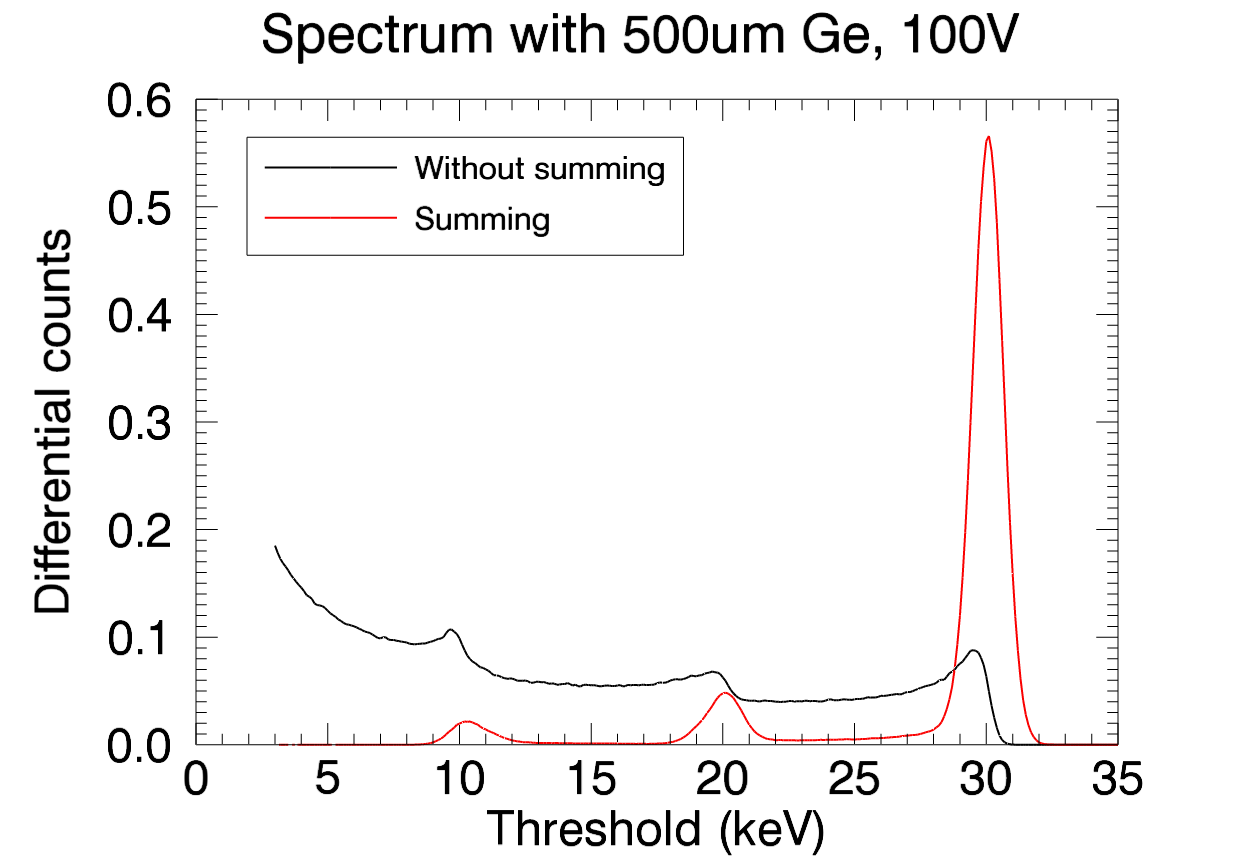 Spectrum with 500um Ge, 100V
0.6
0.5
0.4
0.3
0.2
0.1
0.0
Differential counts
Without summing
Summing
0 5 10 15 20 25 30 35
Threshold (keV)